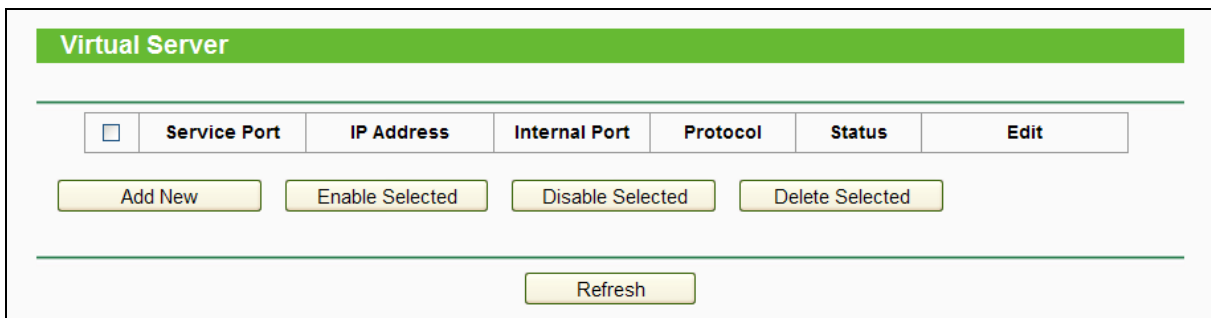 Virtual Server
Service Port IP Address Internal Port Protocol Status Edit
Add New Enable Selected Disable Selected Delete Selected
Refresh